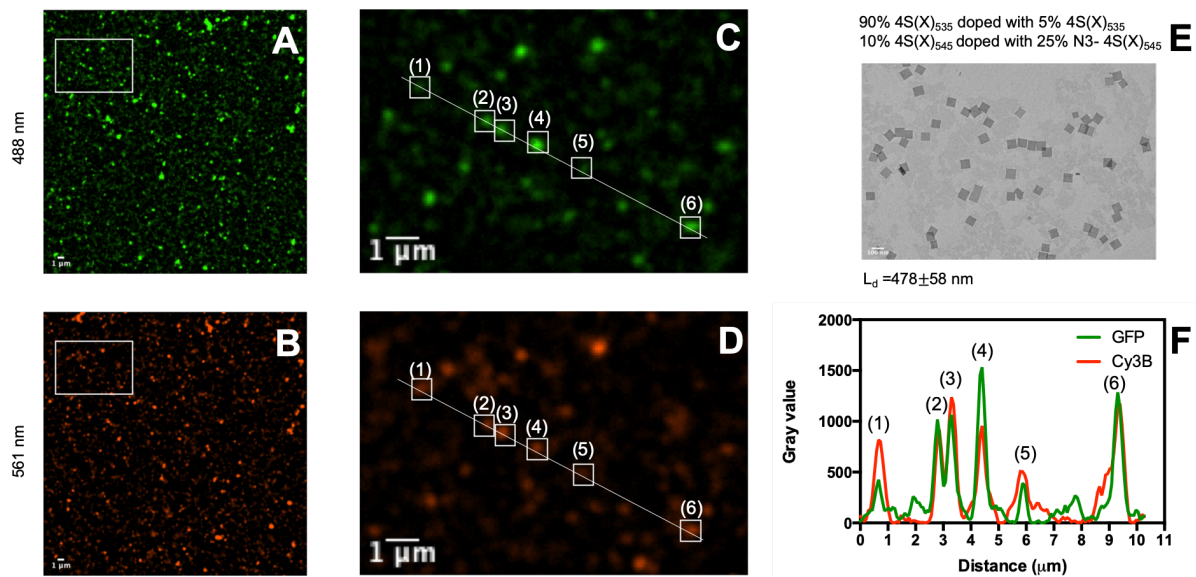 488 nm
A
1 μm
561 nm
B
1 μm
C
(1)
(2)
(3)
(4)
(5)
(6)
1 μm
D
(1)
(2)
(3)
(4)
(5)
(6)
1 μm
90% 4S(X)535 doped with 5% 4S(X)535
10% 4S(X)545 doped with 25% N3- 4S(X)545
E
100 nm
Ld =478±58 nm
F
GFP
Cy3B
(1)
(2)
(3)
(4)
(5)
(6)
Gray value
2000
1500
1000
500
0
0 1 2 3 4 5 6 7 8 9 10 11
Distance (μm)